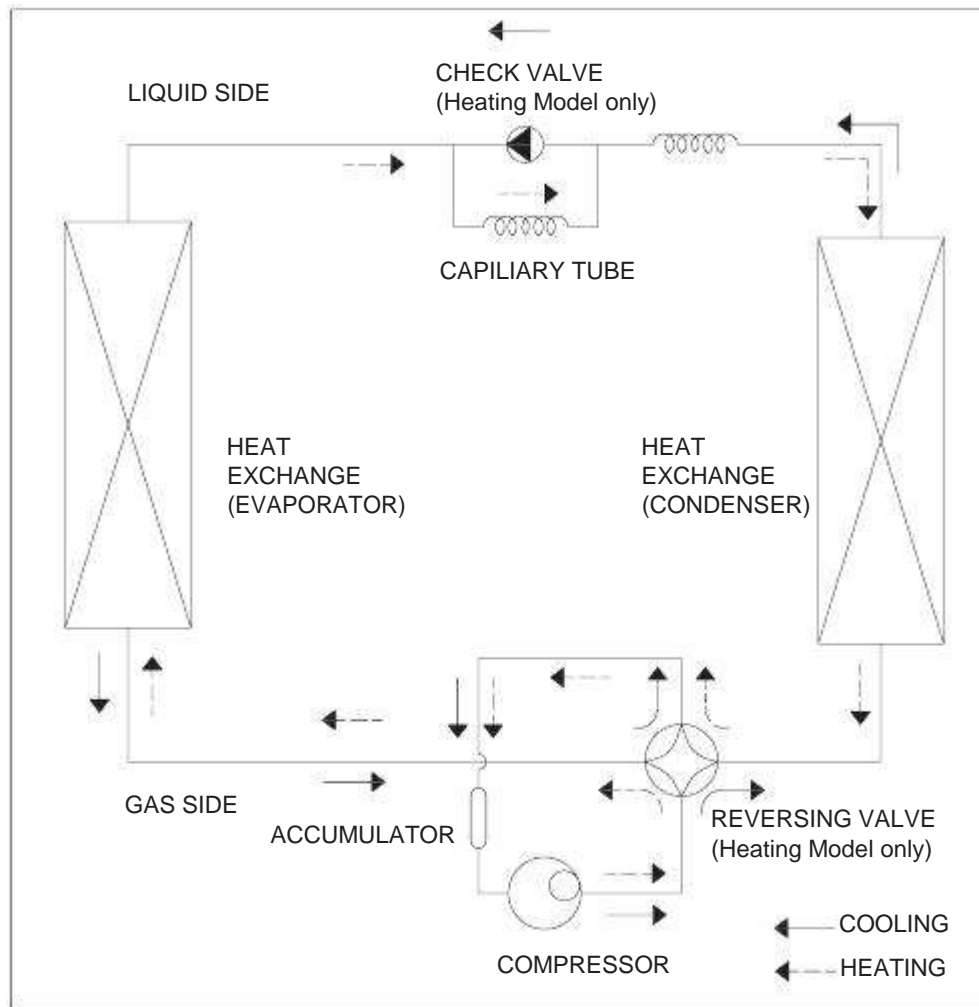 CHECK VALVE
(Heating Model only)
LIQUID SIDE
CAPILIARY TUBE
HEAT
EXCHANGE
(EVAPORATOR)
HEAT
EXCHANGE
(CONDENSER)
GAS SIDE
ACCUMULATOR
REVERSING VALVE
(Heating Model only)
COMPRESSOR
COOLING
HEATING